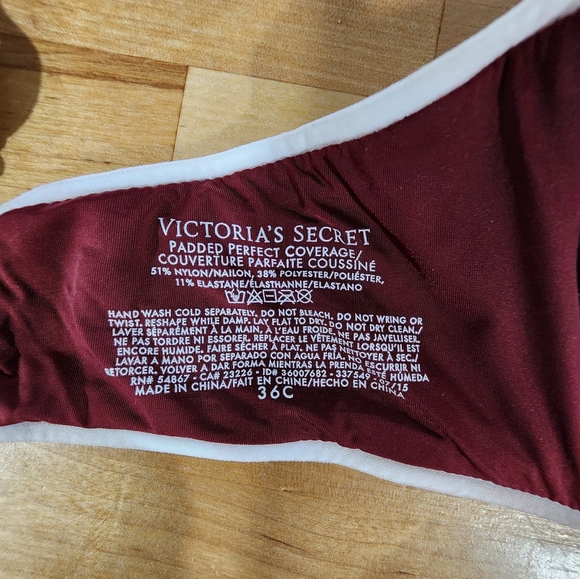 VICTORIA'S SECRET
PADDED PERFECT COVERAGE/
COUVERTURE PARFAITE COUSSINÉ
51% NYLON/NAILON, 38% POLYESTER/POLIÉSTER,
11% ELASTANE/ÉLASTHANNE/ELASTANO
HAND WASH COLD SEPARATELY. DO NOT BLEACH. DO NOT WRING OR
TWIST. RESHAPE WHILE DAMP. LAY FLAT TO DRY. DO NOT DRY CLEAN./
LAVER SÉPARÉMENT À LA MAIN, À L'EAU FROIDE. NE PAS JAVELLISER.
NE PAS TORDRE NI ESSORER. REPLACER LE VÊTEMENT LORSQU'IL EST
ENCORE HUMIDE. FAIRE SÉCHER À PLAT. NE PAS NETTOYER À SEC./
LAVAR A MANO POR SEPARADO CON AGUA FRÍA. NO ESCURRIR NI
RETORCER. VOLVER A DAR FORMA MIENTRAS LA PRENDA ESTÉ HÚMEDA
RN# 54867 • CA# 23226 • ID# 36007682 • 337549 • 07/15
MADE IN CHINA/FAIT EN CHINE/HECHO EN CHINA
36C